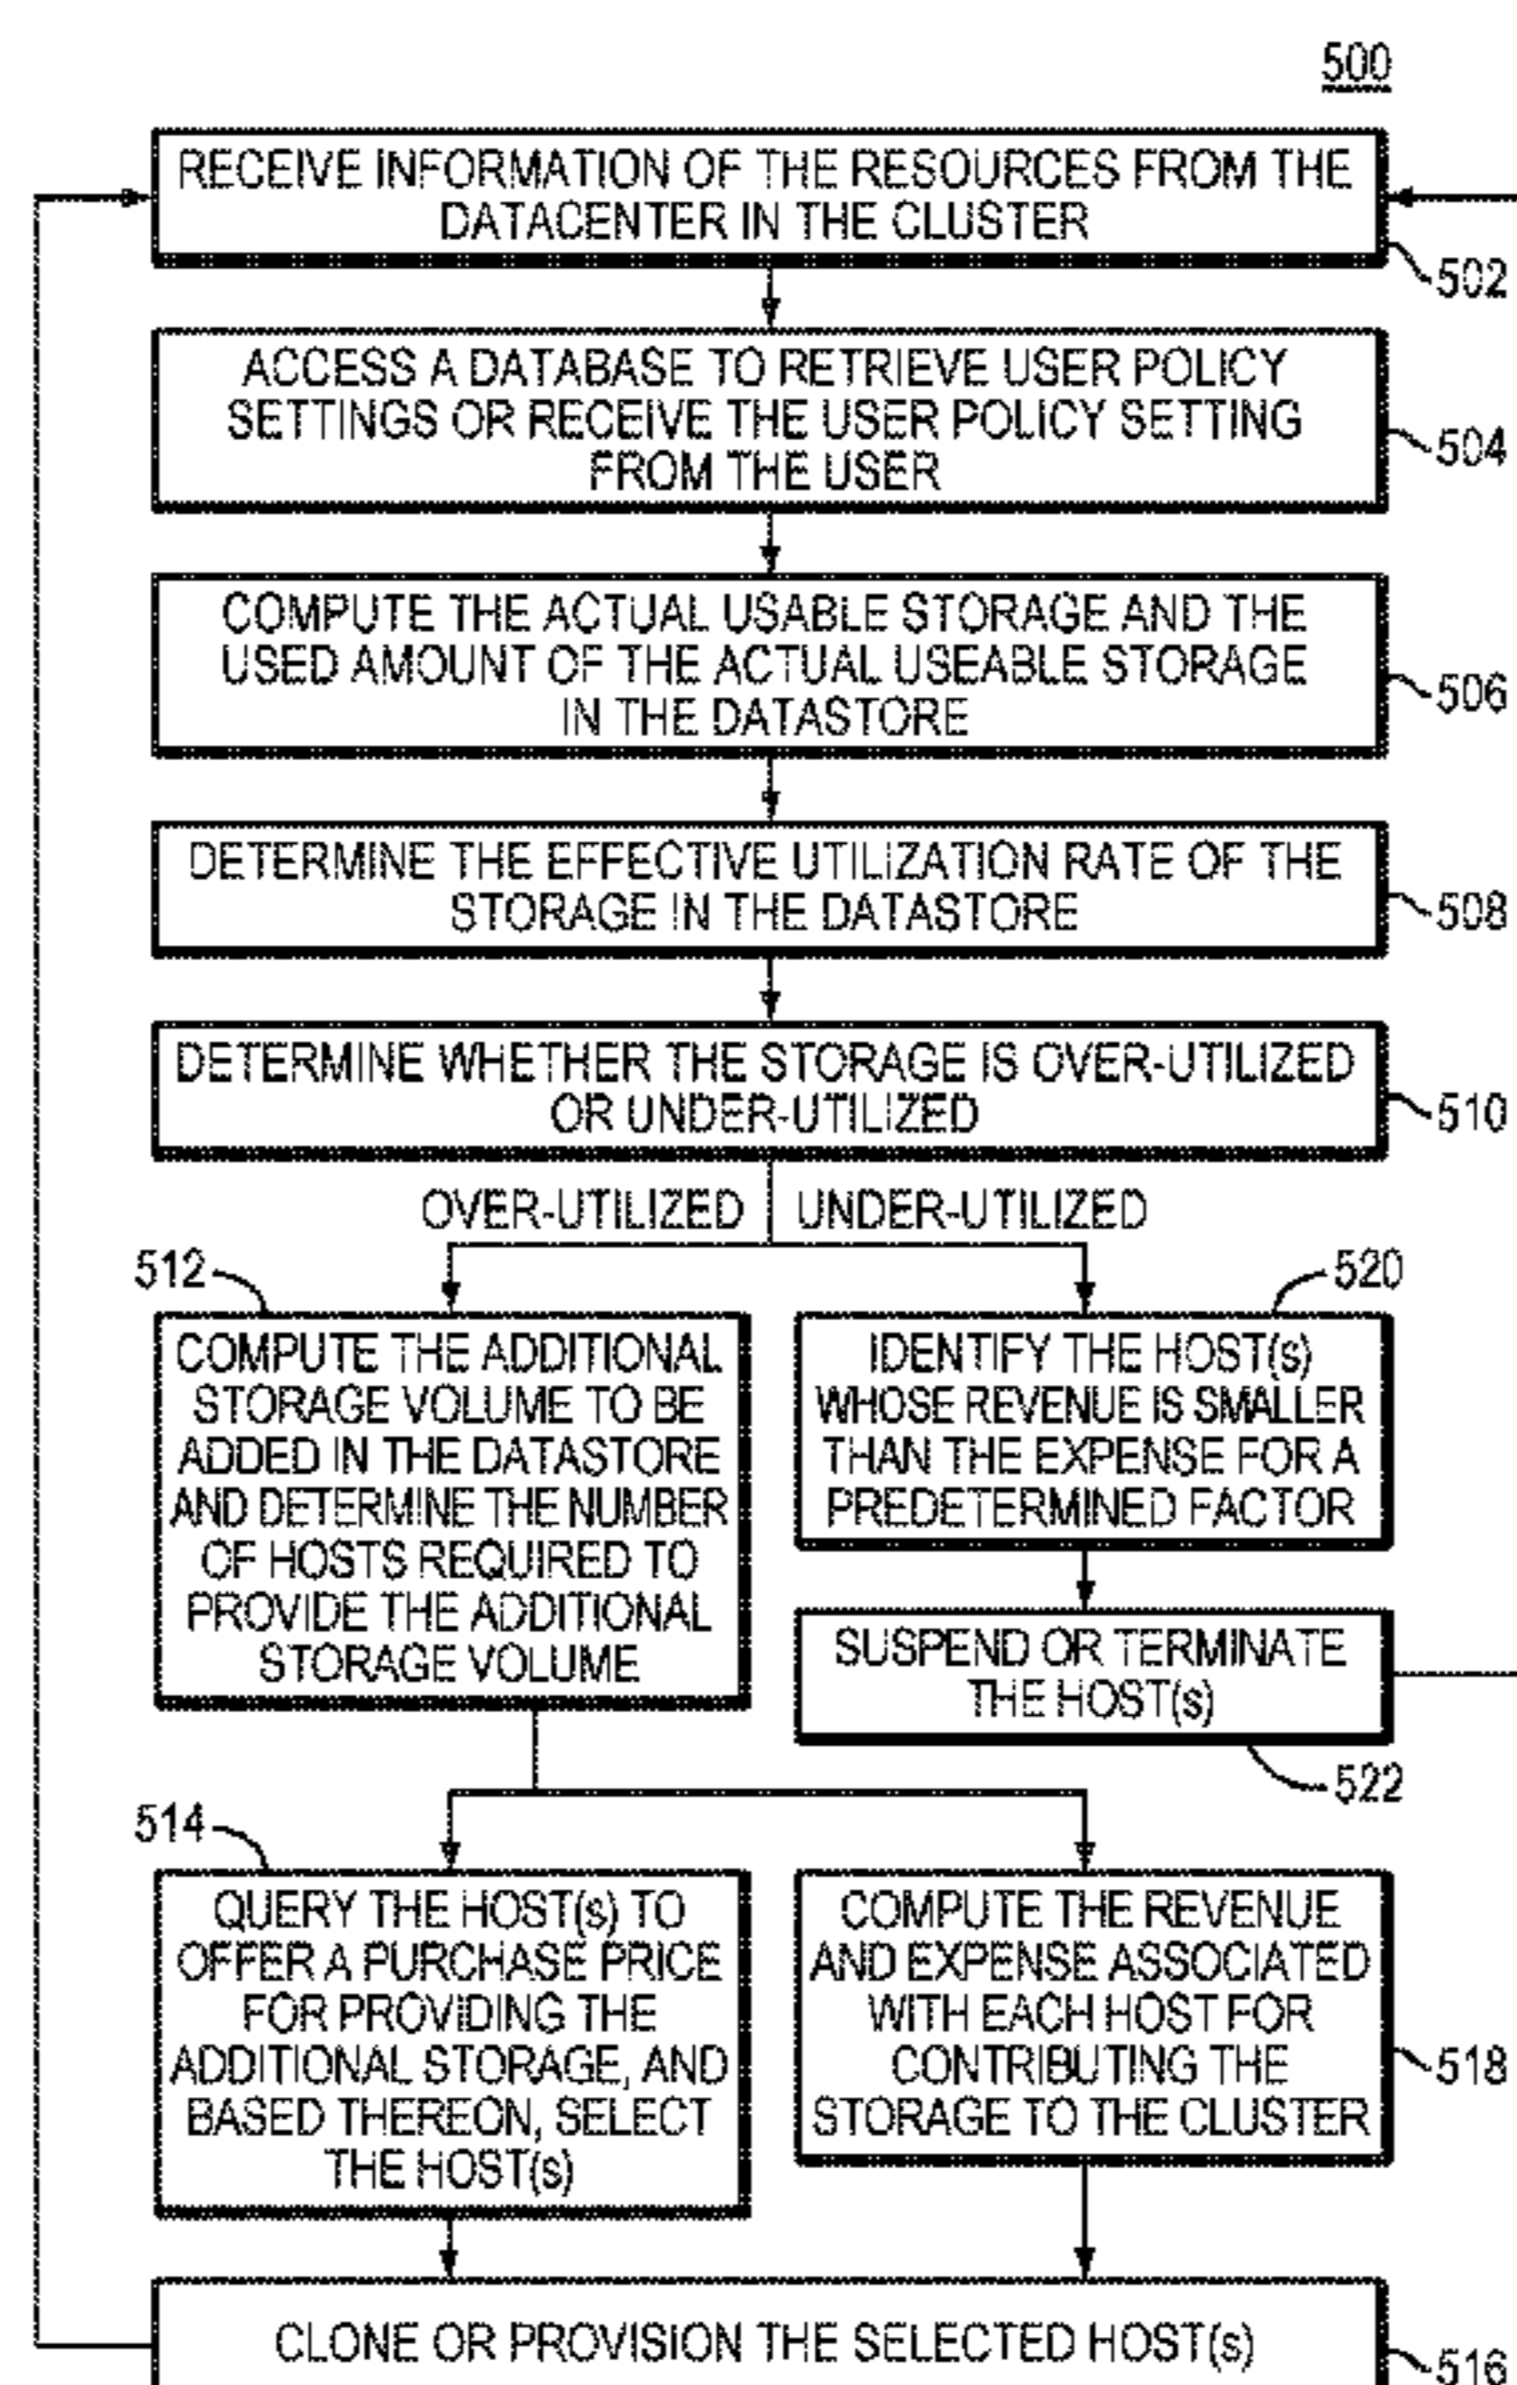 500
RECEIVE INFORMATION OF THE RESOURCES FROM THE
DATACENTER IN THE CLUSTER
502
ACCESS A DATABASE TO RETRIEVE USER POLICY
SETTINGS OR RECEIVE THE USER POLICY SETTING
FROM THE USER
504
COMPUTE THE ACTUAL USABLE STORAGE AND THE
USED AMOUNT OF THE ACTUAL USEABLE STORAGE
IN THE DATASTORE
506
DETERMINE THE EFFECTIVE UTILIZATION RATE OF THE
STORAGE IN THE DATASTORE
508
DETERMINE WHETHER THE STORAGE IS OVER-UTILIZED
OR UNDER-UTILIZED
510
OVER-UTILIZED
UNDER-UTILIZED
512
COMPUTE THE ADDITIONAL
STORAGE VOLUME TO BE
ADDED IN THE DATASTORE
AND DETERMINE THE NUMBER
OF HOSTS REQUIRED TO
PROVIDE THE ADDITIONAL
STORAGE VOLUME
520
IDENTIFY THE HOST(s)
WHOSE REVENUE IS SMALLER
THAN THE EXPENSE FOR A
PREDETERMINED FACTOR
SUSPEND OR TERMINATE
THE HOST(s)
522
514
QUERY THE HOST(s) TO
OFFER A PURCHASE PRICE
FOR PROVIDING THE
ADDITIONAL STORAGE, AND
BASED THEREON, SELECT
THE HOST(s)
COMPUTE THE REVENUE
AND EXPENSE ASSOCIATED
WITH EACH HOST FOR
CONTRIBUTING THE
STORAGE TO THE CLUSTER
518
CLONE OR PROVISION THE SELECTED HOST(s)
516